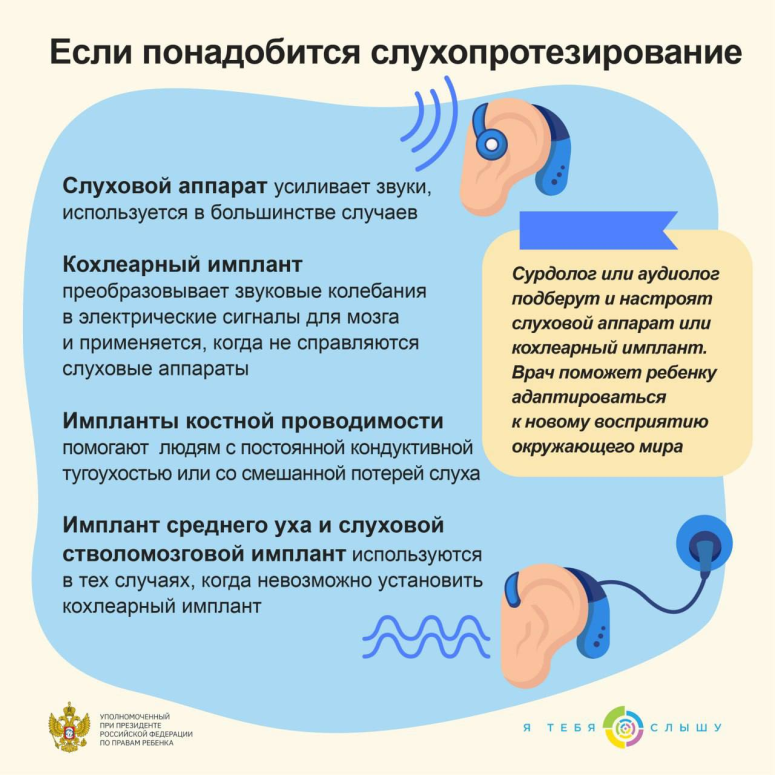 Если понадобится слухопротезирование
Слуховой аппарат усиливает звуки,
используется в большинстве случаев
Кохлеарный имплант
преобразовывает звуковые колебания
в электрические сигналы для мозга
и применяется, когда не справляются
слуховые аппараты
Импланты костной проводимости
помогают людям с постоянной кондуктивной
тугоухостью или со смешанной потерей слуха
Имплант среднего уха и слуховой
стволомозговой имплант используются
в тех случаях, когда невозможно установить
кохлеарный имплант
Сурдолог или аудиолог
подберут и настроят
слуховой аппарат или
кохлеарный имплант.
Врач поможет ребенку
адаптироваться
к новому восприятию
окружающего мира
УПОЛНОМОЧЕННЫЙ
ПРИ ПРЕЗИДЕНТЕ
РОССИЙСКОЙ ФЕДЕРАЦИИ
ПО ПРАВАМ РЕБЕНКА
Я ТЕБЯ СЛЫШУ